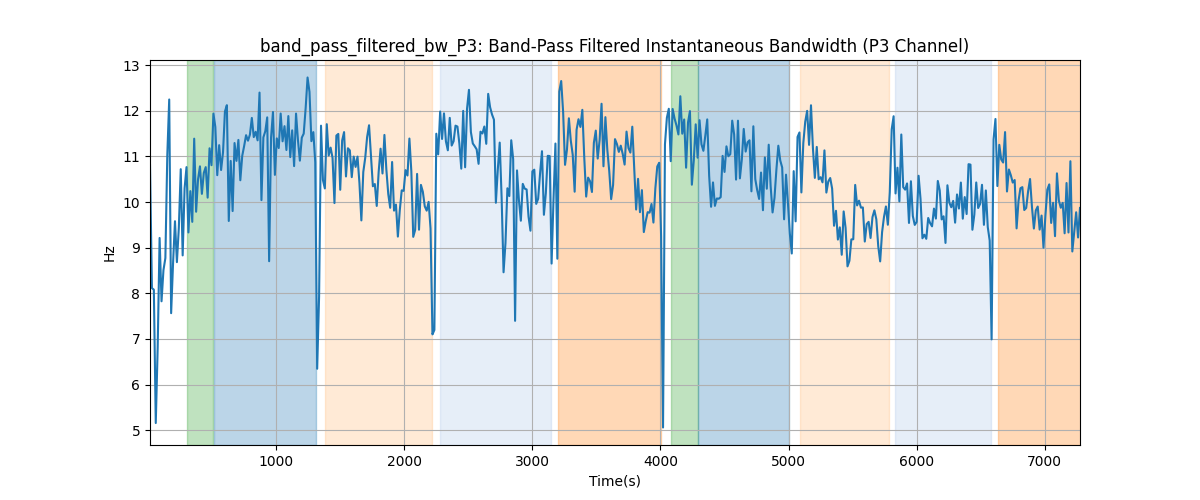 band_pass_filtered_bw_P3: Band-Pass Filtered Instantaneous Bandwidth (P3 Channel)
13
12
11
10
9
8
7
6
5
Hz
1000 2000 3000 4000 5000 6000 7000
Time(s)